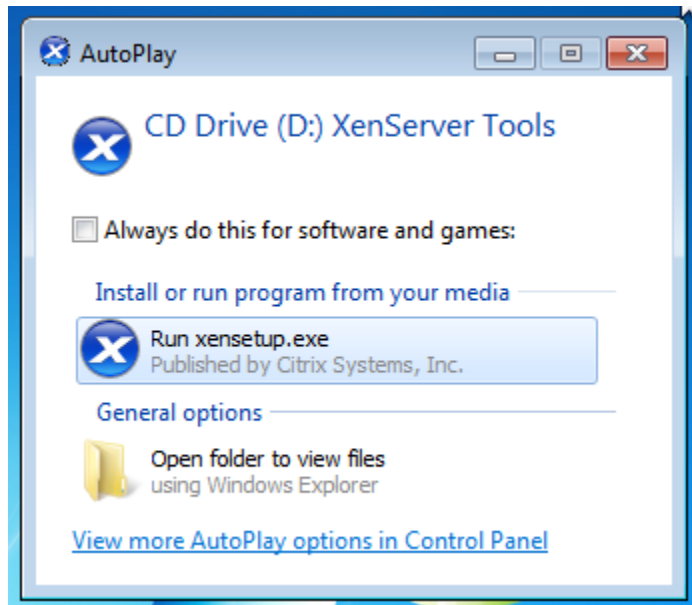 AutoPlay
CD Drive (D:) XenServer Tools
Always do this for software and games:
Install or run program from your media
Run xensetup.exe
Published by Citrix Systems, Inc.
General options
Open folder to view files
using Windows Explorer
View more AutoPlay options in Control Panel